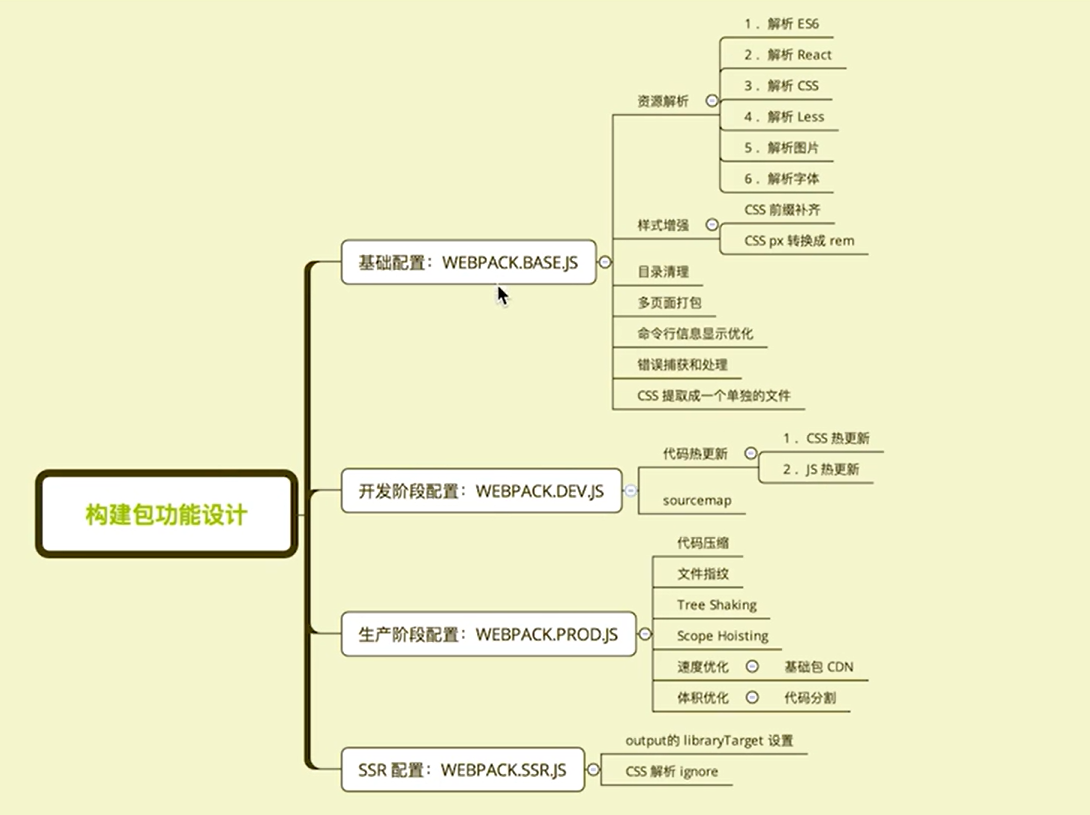 1．解析 ES6
2．解析 React
3．解析 CSS
资源解析
4．解析 Less
5．解析图片
6．解析字体
CSS 前缀补齐
样式增强
CSS px 转换成 rem
基础配置：WEBPACK.BASE.JS
目录清理
多页面打包
命令行信息显示优化
错误捕获和处理
CSS 提取成一个单独的文件
构建包功能设计
开发阶段配置：WEBPACK.DEV.JS
代码热更新
1．CSS 热更新
2．JS 热更新
sourcemap
生产阶段配置：WEBPACK.PROD.JS
代码压缩
文件指纹
Tree Shaking
Scope Hoisting
速度优化 基础包 CDN
体积优化 代码分割
SSR 配置：WEBPACK.SSR.JS
output的 libraryTarget 设置
CSS 解析 ignore